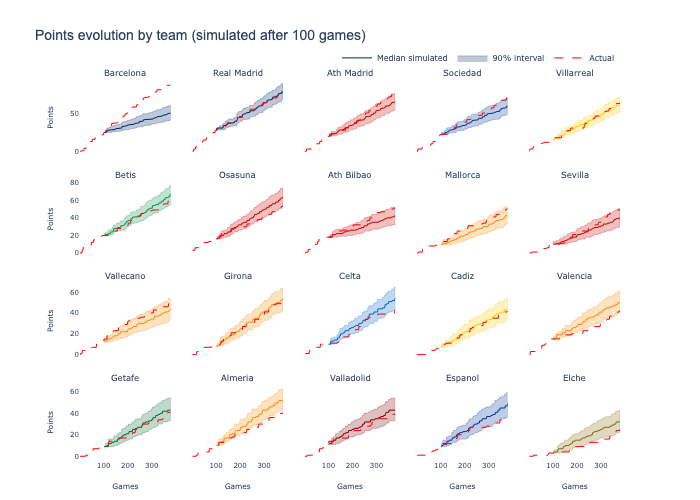 Points evolution by team (simulated after 100 games)
Median simulated 90% interval Actual
Barcelona Real Madrid Ath Madrid Sociedad Villarreal
Points
50
0
Betis Osasuna Ath Bilbao Mallorca Sevilla
Points
80
60
40
20
0
Vallecano Girona Celta Cadiz Valencia
Points
60
40
20
0
Getafe Almeria Valladolid Espanol Elche
Points
60
40
20
0
100 200 300 100 200 300 100 200 300 100 200 300 100 200 300
Games Games Games Games Games